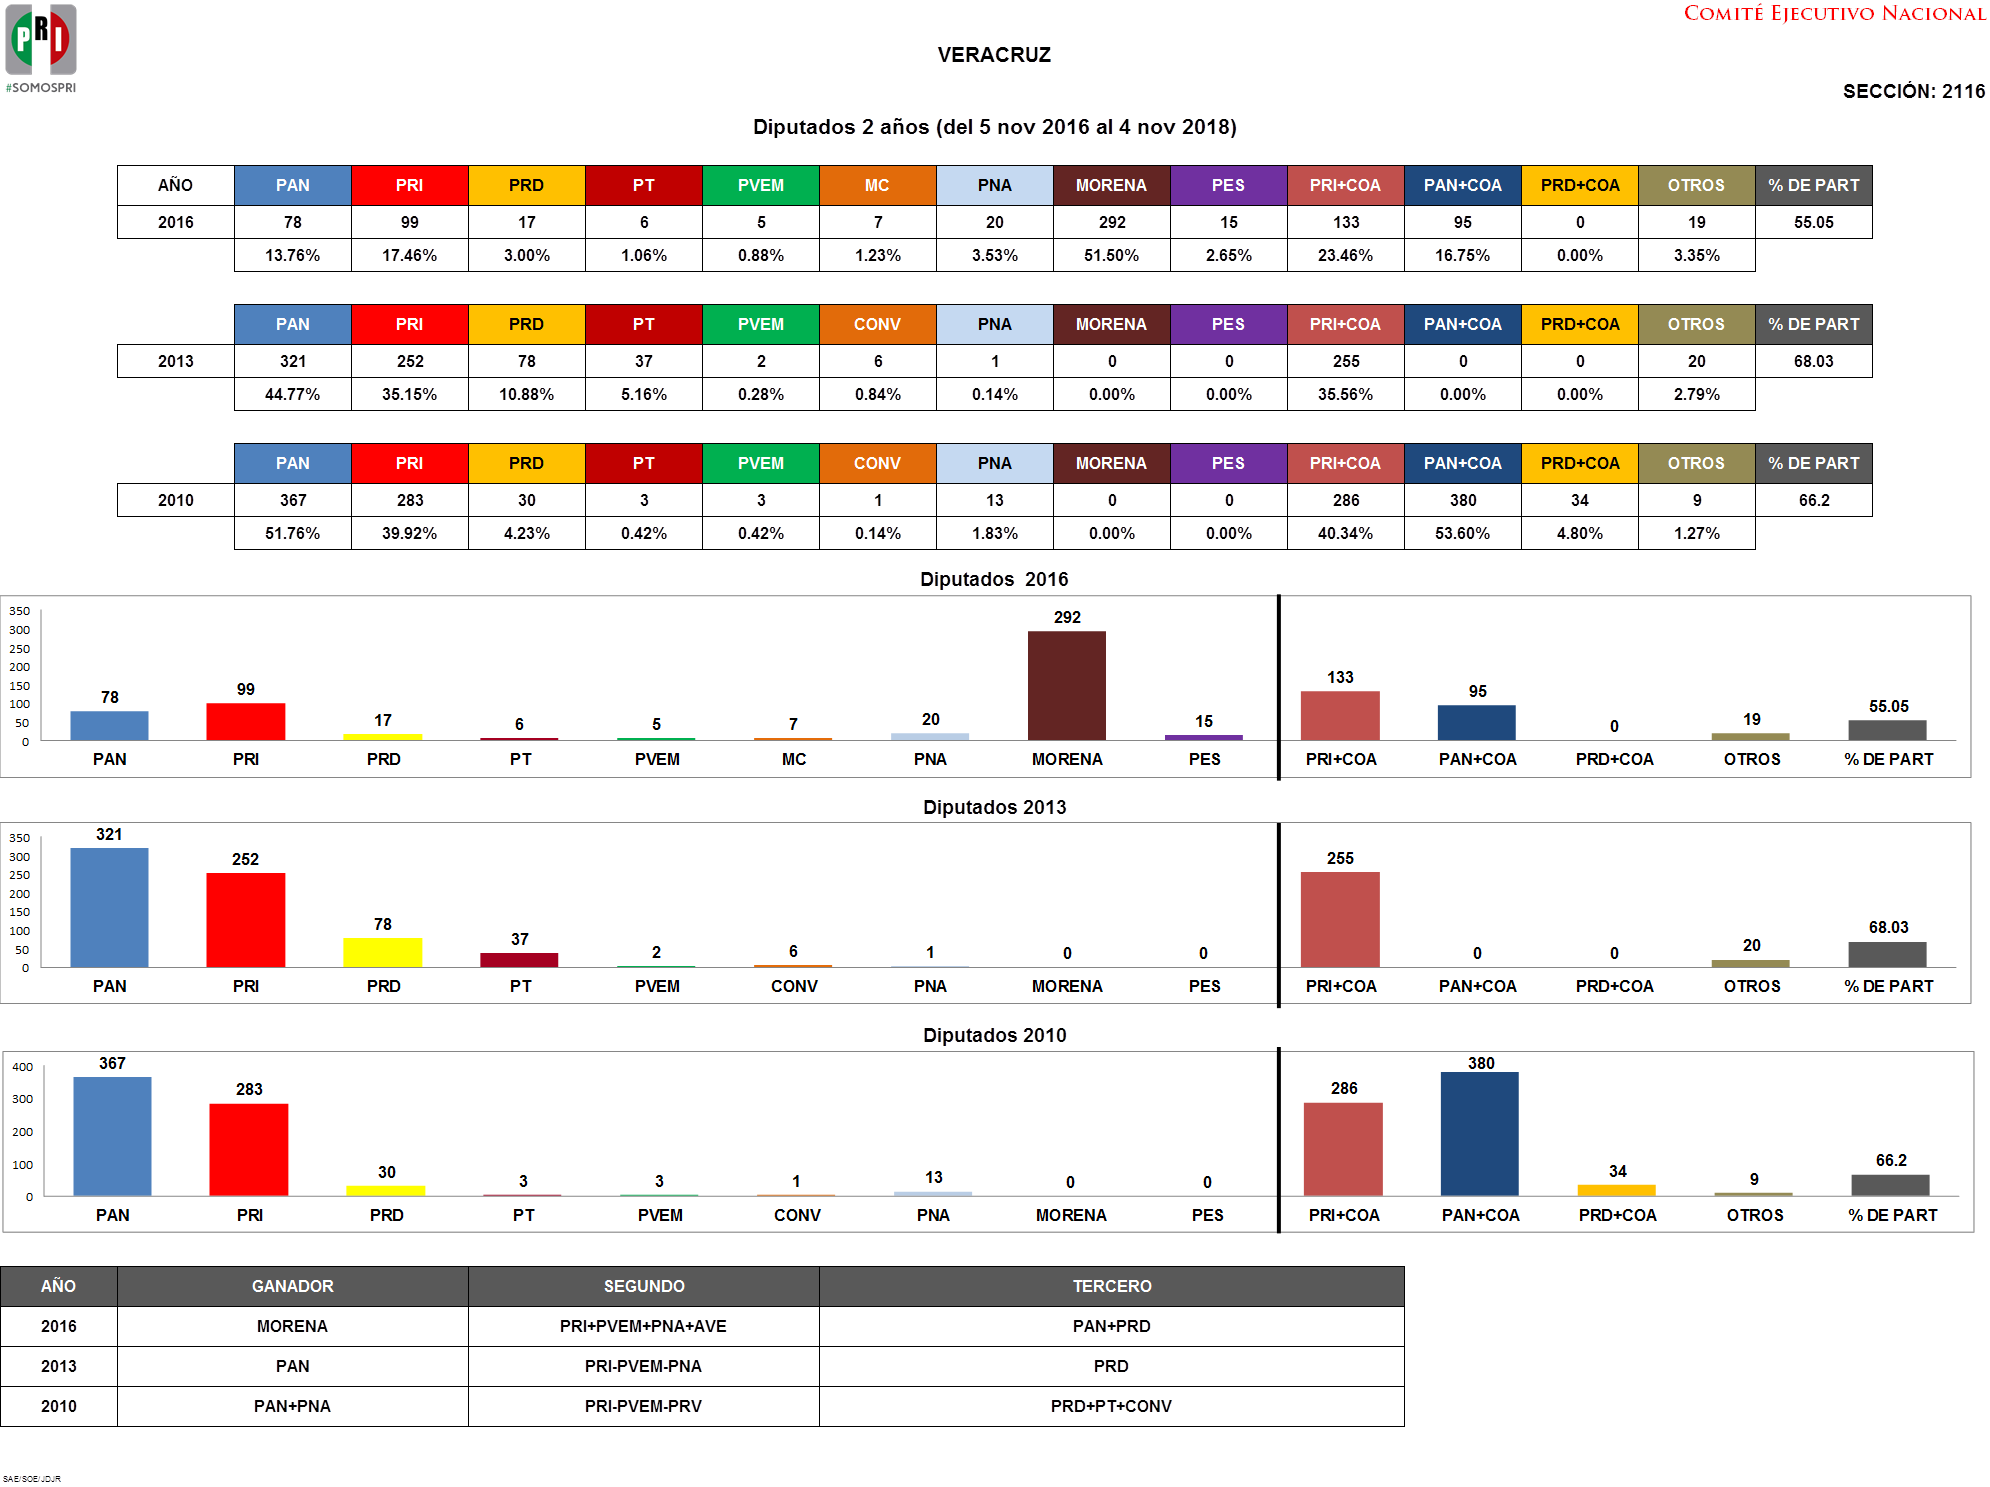 PRI
#SOMOSPRI
COMITÉ EJECUTIVO NACIONAL
VERACRUZ
SECCIÓN: 2116
Diputados 2 años (del 5 nov 2016 al 4 nov 2018)
AÑO PAN PRI PRD PT PVEM MC PNA MORENA PES PRI+COA PAN+COA PRD+COA OTROS % DE PART
2016 78 99 17 6 5 7 20 292 15 133 95 0 19 55.05
13.76% 17.46% 3.00% 1.06% 0.88% 1.23% 3.53% 51.50% 2.65% 23.46% 16.75% 0.00% 3.35%
PAN PRI PRD PT PVEM CONV PNA MORENA PES PRI+COA PAN+COA PRD+COA OTROS % DE PART
2013 321 252 78 37 2 6 1 0 0 255 0 0 20 68.03
44.77% 35.15% 10.88% 5.16% 0.28% 0.84% 0.14% 0.00% 0.00% 35.56% 0.00% 0.00% 2.79%
PAN PRI PRD PT PVEM CONV PNA MORENA PES PRI+COA PAN+COA PRD+COA OTROS % DE PART
2010 367 283 30 3 3 1 13 0 0 286 380 34 9 66.2
51.76% 39.92% 4.23% 0.42% 0.42% 0.14% 1.83% 0.00% 0.00% 40.34% 53.60% 4.80% 1.27%
Diputados 2016
350
300
250
200
150
100
50
0
78 99 17 6 5 7 20 292 15 133 95 0 19 55.05
PAN PRI PRD PT PVEM MC PNA MORENA PES PRI+COA PAN+COA PRD+COA OTROS % DE PART
Diputados 2013
350
300
250
200
150
100
50
0
321 252 78 37 2 6 1 0 0 255 0 0 20 68.03
PAN PRI PRD PT PVEM CONV PNA MORENA PES PRI+COA PAN+COA PRD+COA OTROS % DE PART
Diputados 2010
400
300
200
100
0
367 283 30 3 3 1 13 0 0 286 380 34 9 66.2
PAN PRI PRD PT PVEM CONV PNA MORENA PES PRI+COA PAN+COA PRD+COA OTROS % DE PART
AÑO GANADOR SEGUNDO TERCERO
2016 MORENA PRI+PVEM+PNA+AVE PAN+PRD
2013 PAN PRI-PVEM-PNA PRD
2010 PAN+PNA PRI-PVEM-PRV PRD+PT+CONV
SAE/SOE/JDJR